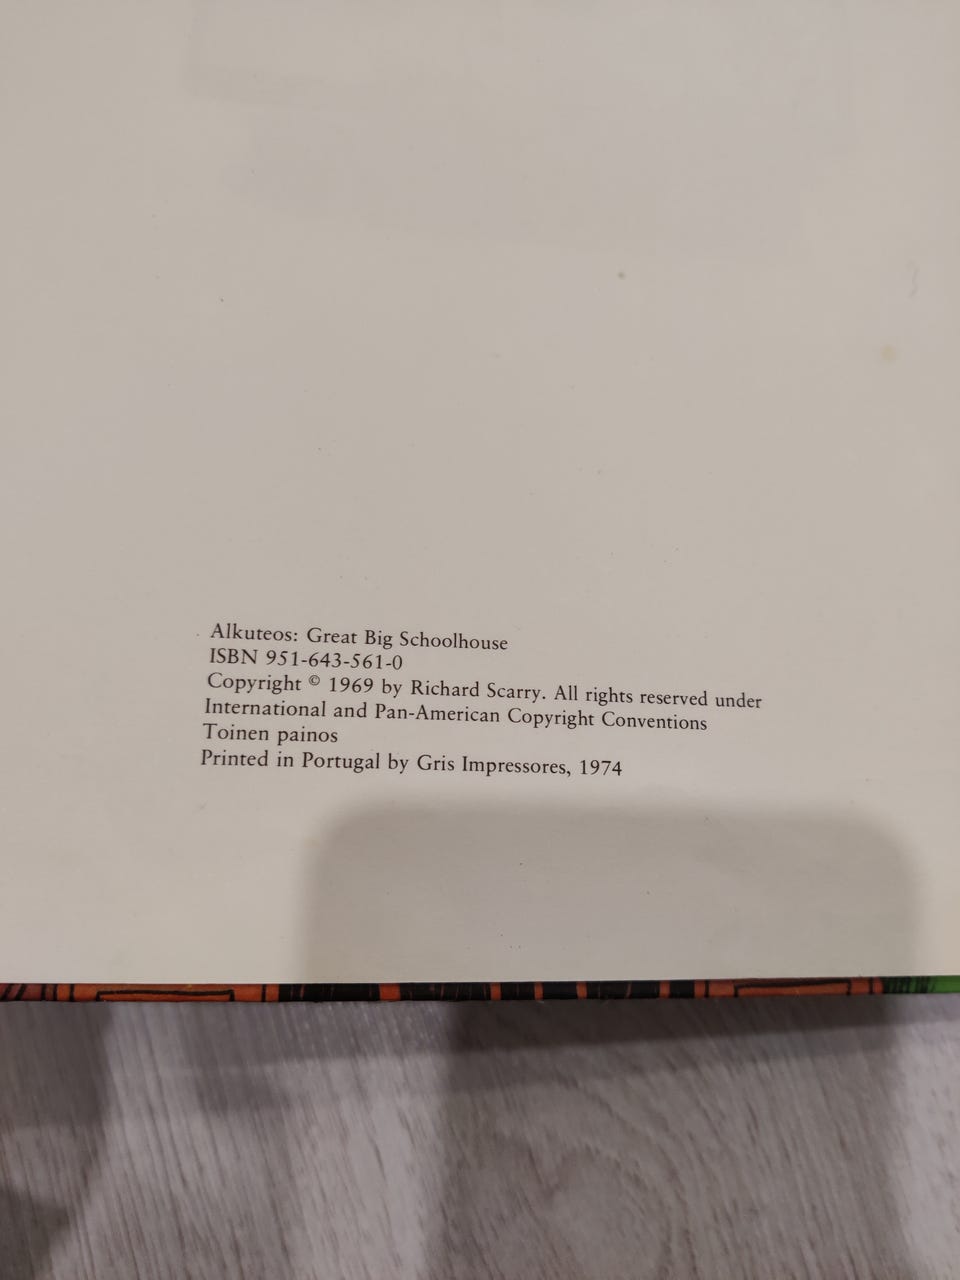 Alkuteos: Great Big Schoolhouse
ISBN 951-643-561-0
Copyright © 1969 by Richard Scarry. All rights reserved under
International and Pan-American Copyright Conventions
Toinen painos
Printed in Portugal by Gris Impressores, 1974